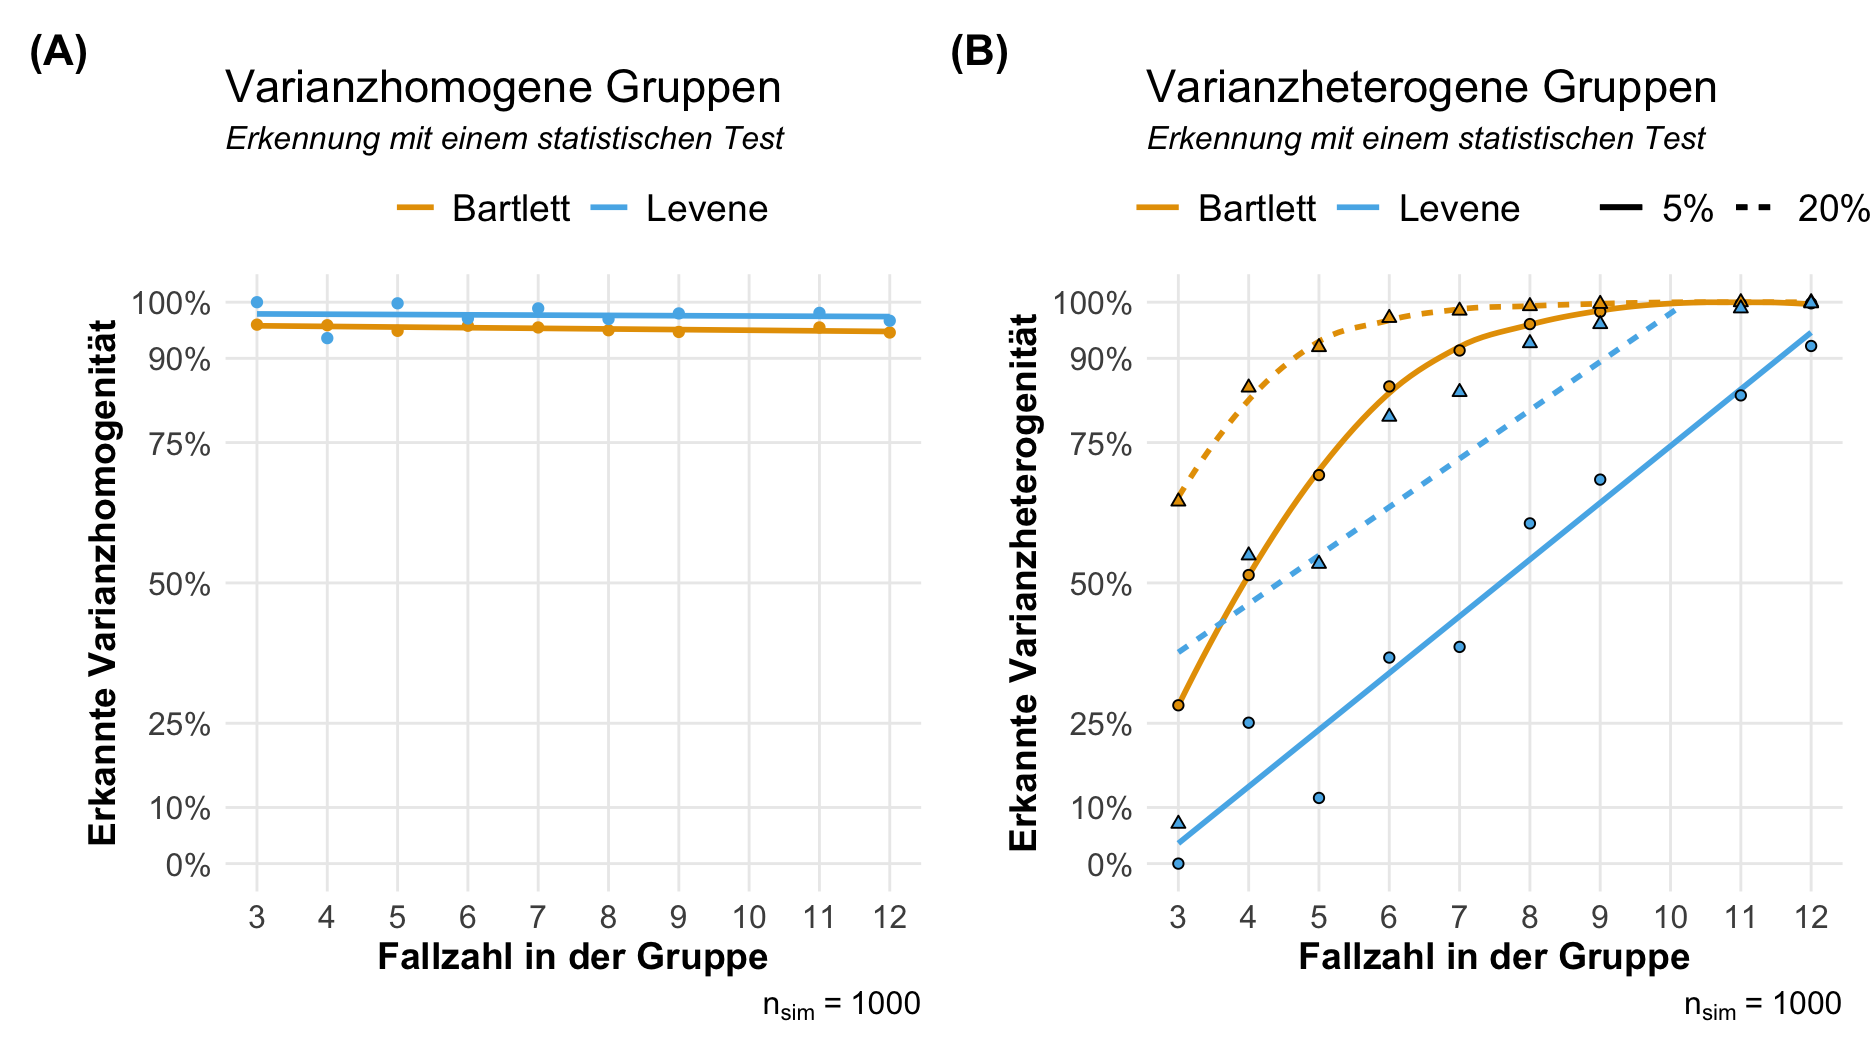 (A)
Varianzhomogene Gruppen
Erkennung mit einem statistischen Test
Bartlett Levene
100%
90%
75%
50%
25%
10%
0%
Erkannte Varianzhomogenität
3 4 5 6 7 8 9 10 11 12
Fallzahl in der Gruppe
nsim = 1000
(B)
Varianzheterogene Gruppen
Erkennung mit einem statistischen Test
Bartlett Levene 5% 20%
100%
90%
75%
50%
25%
10%
0%
Erkannte Varianzheterogenität
3 4 5 6 7 8 9 10 11 12
Fallzahl in der Gruppe
nsim = 1000